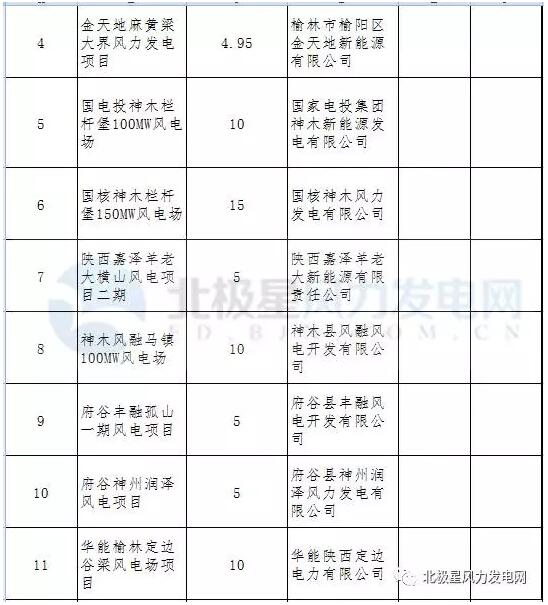 4
金天地麻黄梁
大界风力发电
项目
4.95
榆林市榆阳区
金天地新能源
有限公司
5
国电投神木栏
杆堡100MW风电
场
10
国家电投集团
神木新能源发
电有限公司
6
国核神木栏杆
堡150MW风电场
15
国核神木风力
发电有限公司
7
陕西嘉泽羊老
大横山风电项
目二期
5
陕西嘉泽羊老
大新能源有限
责任公司
8
神木风融马镇
100MW风电场
10
神木县风融风
电开发有限公
司
9
府谷丰融孤山
一期风电项目
5
府谷县丰融风
电开发有限公
司
10
府谷神州润泽
风电项目
5
府谷县神州润
泽风力发电有
限公司
11
华能榆林定边
谷梁风电场项
目
10
华能陕西定边
电力有限公司
北极星风力发电网
北极星风力发电网